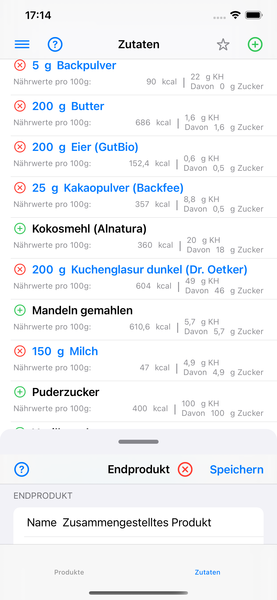 17:14
Zutaten
5 g Backpulver
Nährwerte pro 100g: 90 kcal 22 g KH
Davon 0 g Zucker
200 g Butter
Nährwerte pro 100g: 686 kcal 1,6 g KH
Davon 1,6 g Zucker
200 g Eier (GutBio)
Nährwerte pro 100g: 152,4 kcal 0,6 g KH
Davon 0,5 g Zucker
25 g Kakaopulver (Backfee)
Nährwerte pro 100g: 357 kcal 8,8 g KH
Davon 0,5 g Zucker
Kokosmehl (Alnatura)
Nährwerte pro 100g: 360 kcal 20 g KH
Davon 18 g Zucker
200 g Kuchenglasur dunkel (Dr. Oetker)
Nährwerte pro 100g: 604 kcal 49 g KH
Davon 46 g Zucker
Mandeln gemahlen
Nährwerte pro 100g: 610,6 kcal 5,7 g KH
Davon 5,7 g Zucker
150 g Milch
Nährwerte pro 100g: 47 kcal 4,9 g KH
Davon 4,9 g Zucker
Puderzucker
Nährwerte pro 100g: 400 kcal 100 g KH
Davon 100 g Zucker
Endprodukt Speichern
ENDPRODUKT
Name Zusammengestelltes Produkt
Produkte Zutaten